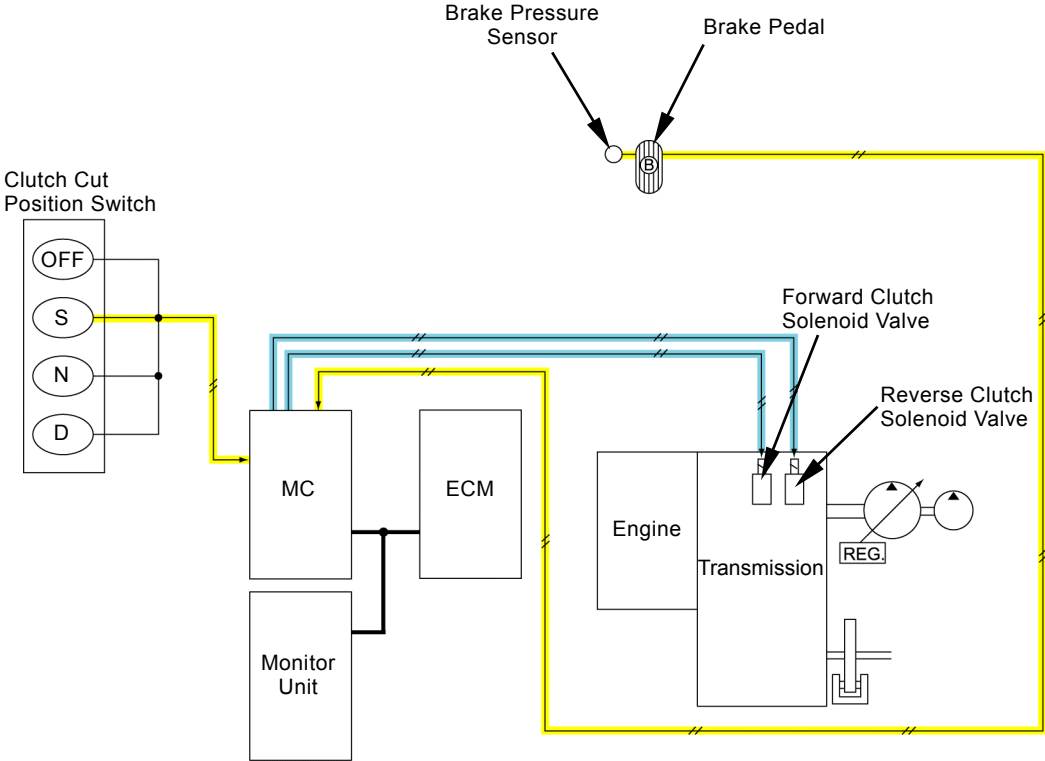 Brake Pressure
Sensor
Brake Pedal
B
Clutch Cut
Position Switch
OFF
S
N
D
Forward Clutch
Solenoid Valve
Reverse Clutch
Solenoid Valve
MC
ECM
Engine
Transmission
REG.
Monitor
Unit